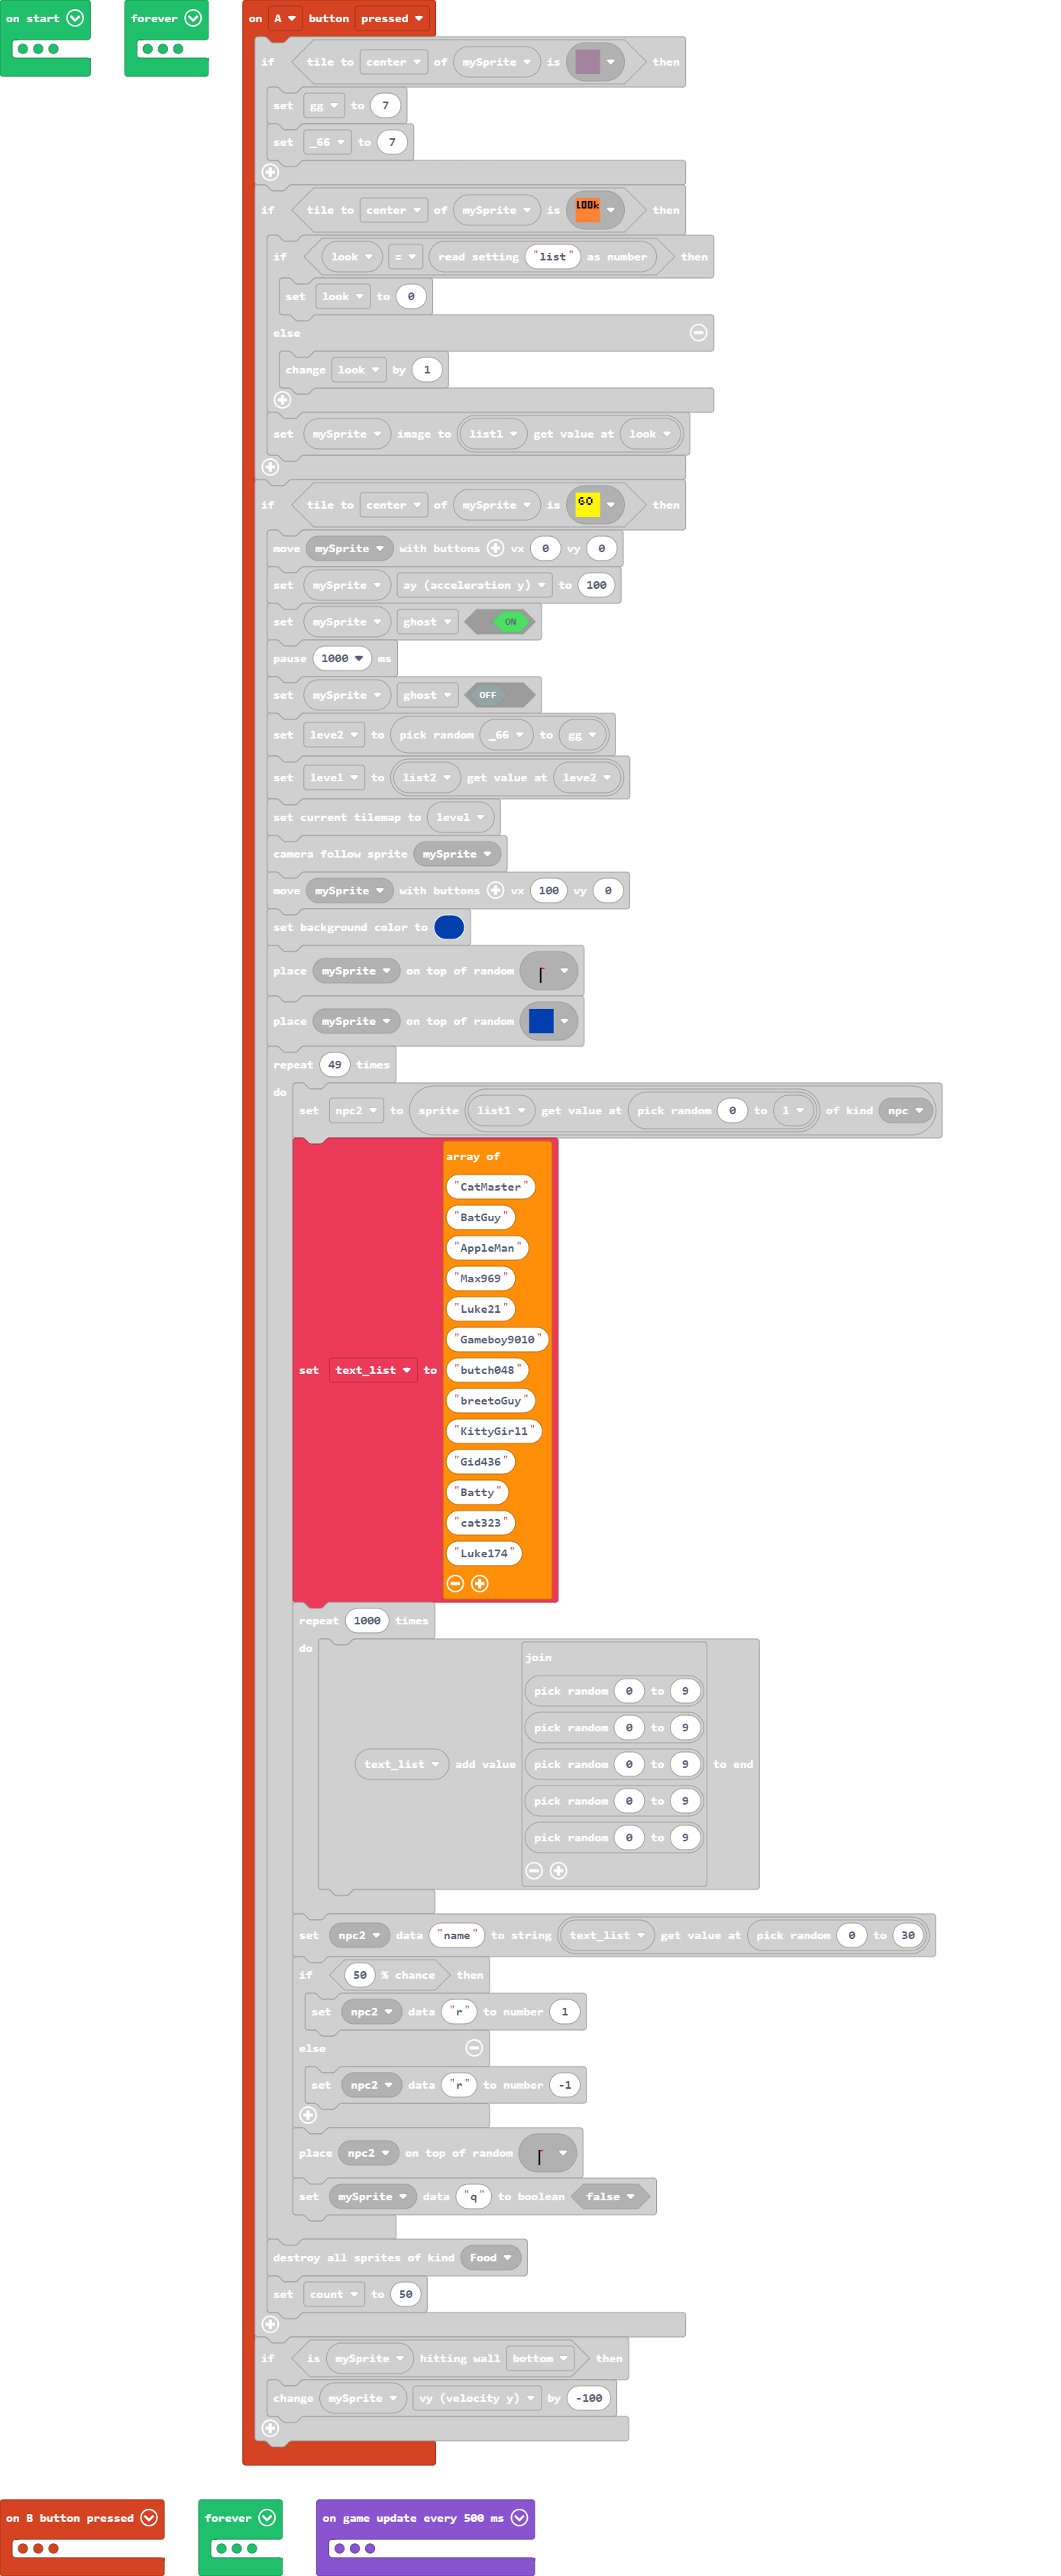 on start
forever
on A button pressed
if tile to center of mySprite is then
set gg to 7
set _66 to 7
if tile to center of mySprite is LOOk then
if look = read setting "list" as number then
set look to 0
else
change look by 1
set mySprite image to list1 get value at look
if tile to center of mySprite is GO then
move mySprite with buttons vx 0 vy 0
set mySprite ay (acceleration y) to 100
set mySprite ghost ON
pause 1000 ms
set mySprite ghost OFF
set leve2 to pick random _66 to gg
set level to list2 get value at leve2
set current tilemap to level
camera follow sprite mySprite
move mySprite with buttons vx 100 vy 0
set background color to
place mySprite on top of random
place mySprite on top of random
repeat 49 times
do
set npc2 to sprite list1 get value at pick random 0 to l of kind npc
array of
"CatMaster"
"BatGuy"
"AppleMan"
"Max969"
"Luke21"
"Gameboy9010"
set text_list to "butch048"
"breetoGuy"
"KittyGirl1"
"Gid436"
"Batty"
"cat323"
"Luke174"
repeat 1000 times
do
join
pick random 0 to 9
pick random 0 to 9
text_list add value pick random 0 to 9 to end
pick random 0 to 9
pick random 0 to 9
set npc2 data "name" to string text_list get value at pick random 0 to 30
if 50 % chance then
set npc2 data "r" to number 1
else
set npc2 data "r" to number -1
place npc2 on top of random
set mySprite data "q" to boolean false
destroy all sprites of kind Food
set count to 50
if is mySprite hitting wall bottom then
change mySprite vy (velocity y) by -100
on B button pressed
forever
on game update every 500 ms